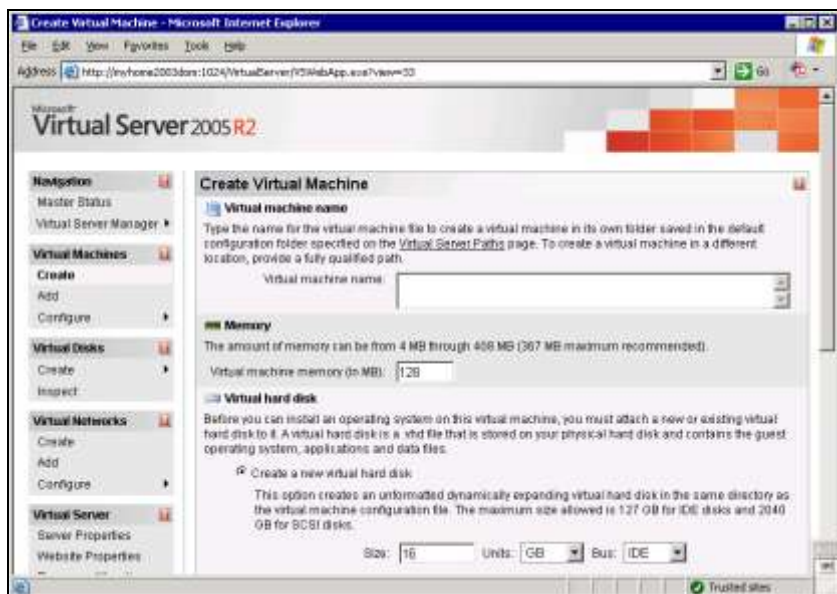 Create Virtual Machine - Microsoft Internet Explorer
File Edit View Favorites Tools Help
Address http://myhome2003dom:1024/VirtualServer/VSWebApp.exe?view=33 Go
Microsoft
Virtual Server 2005 R2
Navigation
Master Status
Virtual Server Manager
Virtual Machines
Create
Add
Configure
Virtual Disks
Create
Inspect
Virtual Networks
Create
Add
Configure
Virtual Server
Server Properties
Website Properties
Create Virtual Machine
Virtual machine name
Type the name for the virtual machine file to create a virtual machine in its own folder saved in the default
configuration folder specified on the Virtual Server Paths page. To create a virtual machine in a different
location, provide a fully qualified path.
Virtual machine name:
Memory
The amount of memory can be from 4 MB through 408 MB (367 MB maximum recommended).
Virtual machine memory (in MB): 128
Virtual hard disk
Before you can install an operating system on this virtual machine, you must attach a new or existing virtual
hard disk to it. A virtual hard disk is a .vhd file that is stored on your physical hard disk and contains the guest
operating system, applications and data files.
Create a new virtual hard disk
This option creates an unformatted dynamically expanding virtual hard disk in the same directory as
the virtual machine configuration file. The maximum size allowed is 127 GB for IDE disks and 2040
GB for SCSI disks.
Size: 16 Units: GB Bus: IDE
Trusted sites